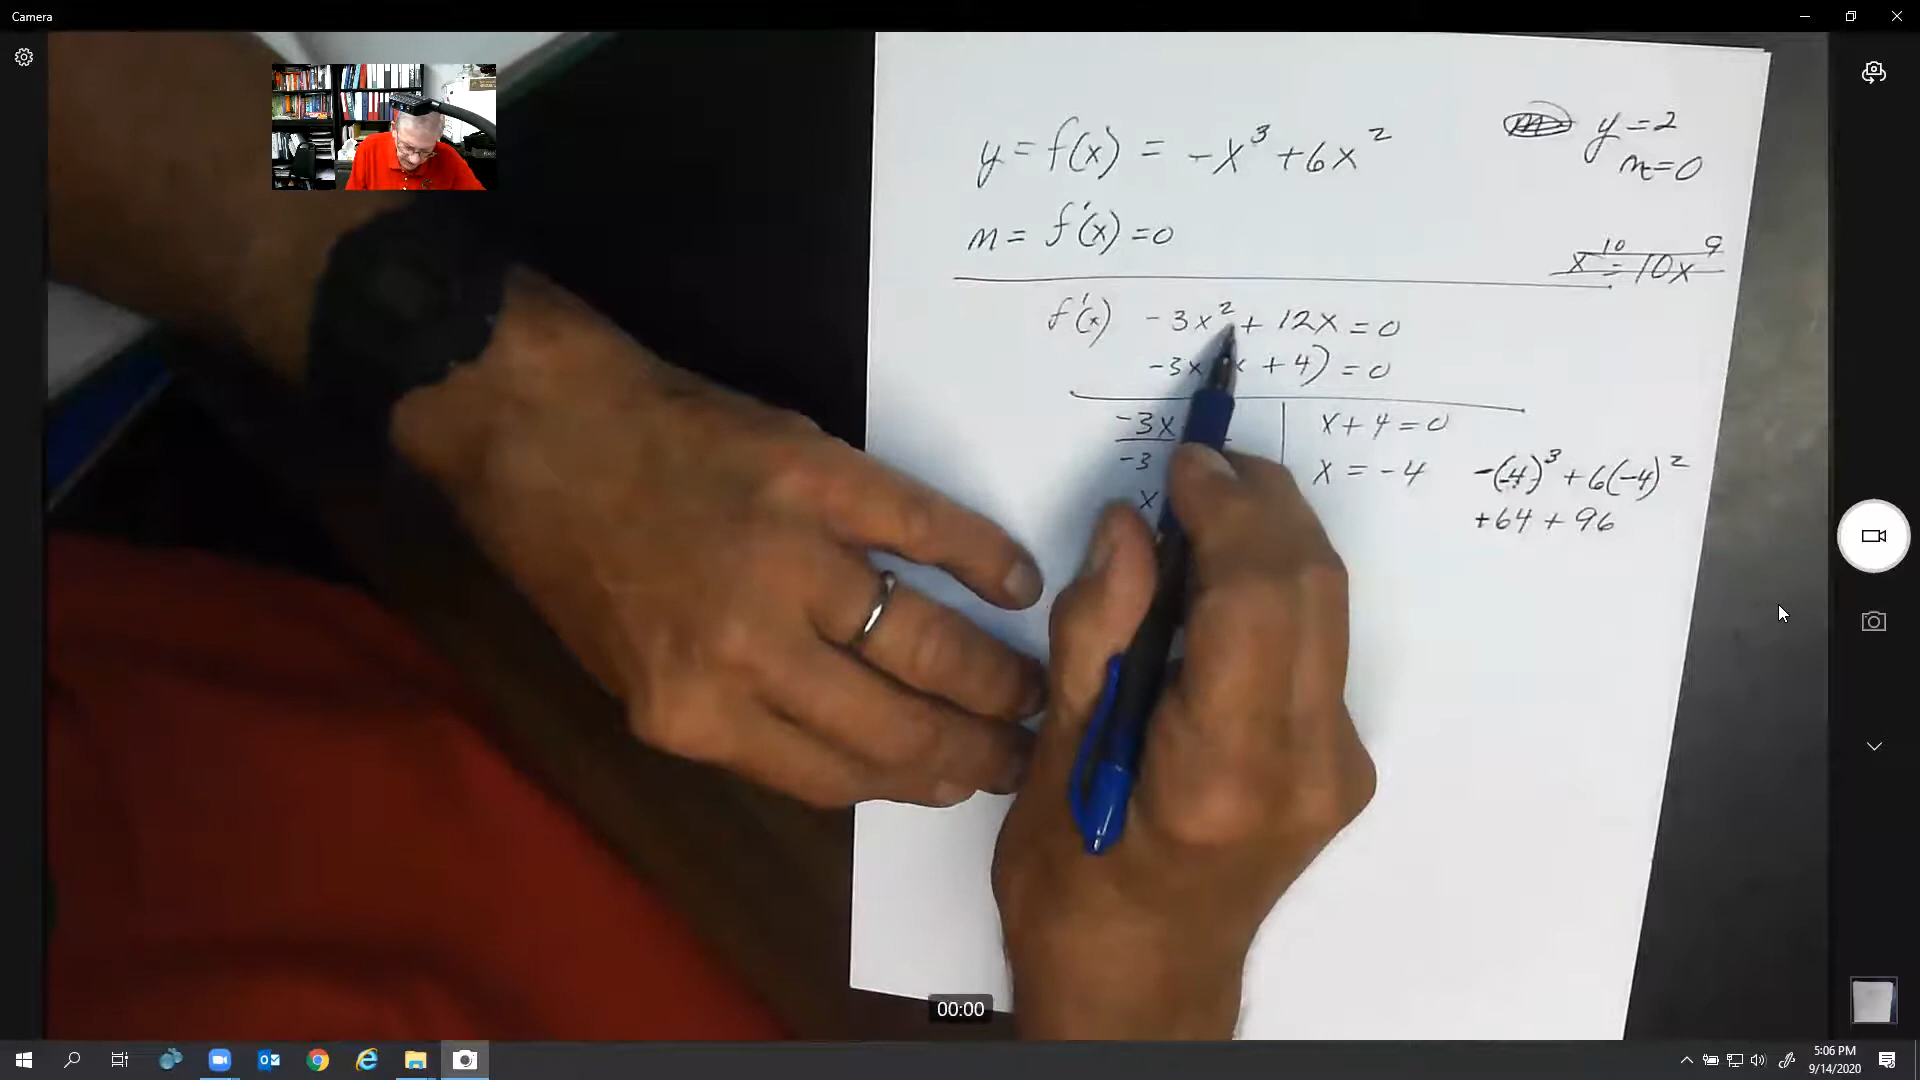 Camera
y = f(x) = -x³ + 6x²
y = 2
m = 0
m = f'(x) = 0
x¹⁰ = 10x⁹
f'(x) -3x² + 12x = 0
-3x x + 4) = 0
-3x
-3
x
x + 4 = 0
x = -4
-(-4)³ + 6(-4)²
+64 + 96
00:00
5:06 PM
9/14/2020